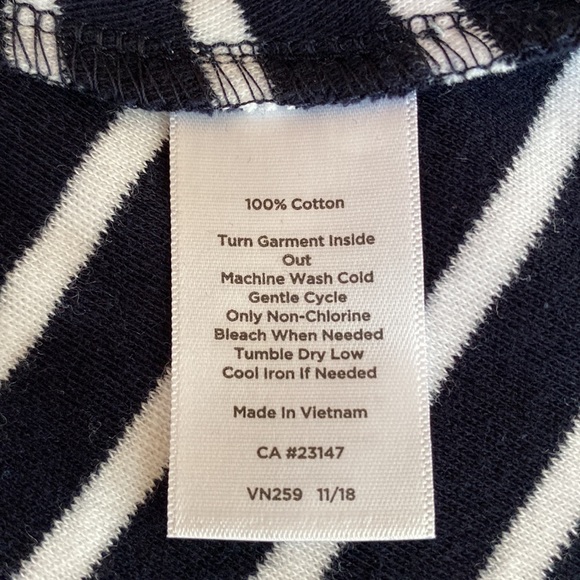 100% Cotton
Turn Garment Inside
Out
Machine Wash Cold
Gentle Cycle
Only Non-Chlorine
Bleach When Needed
Tumble Dry Low
Cool Iron If Needed
Made In Vietnam
CA #23147
VN259 11/18